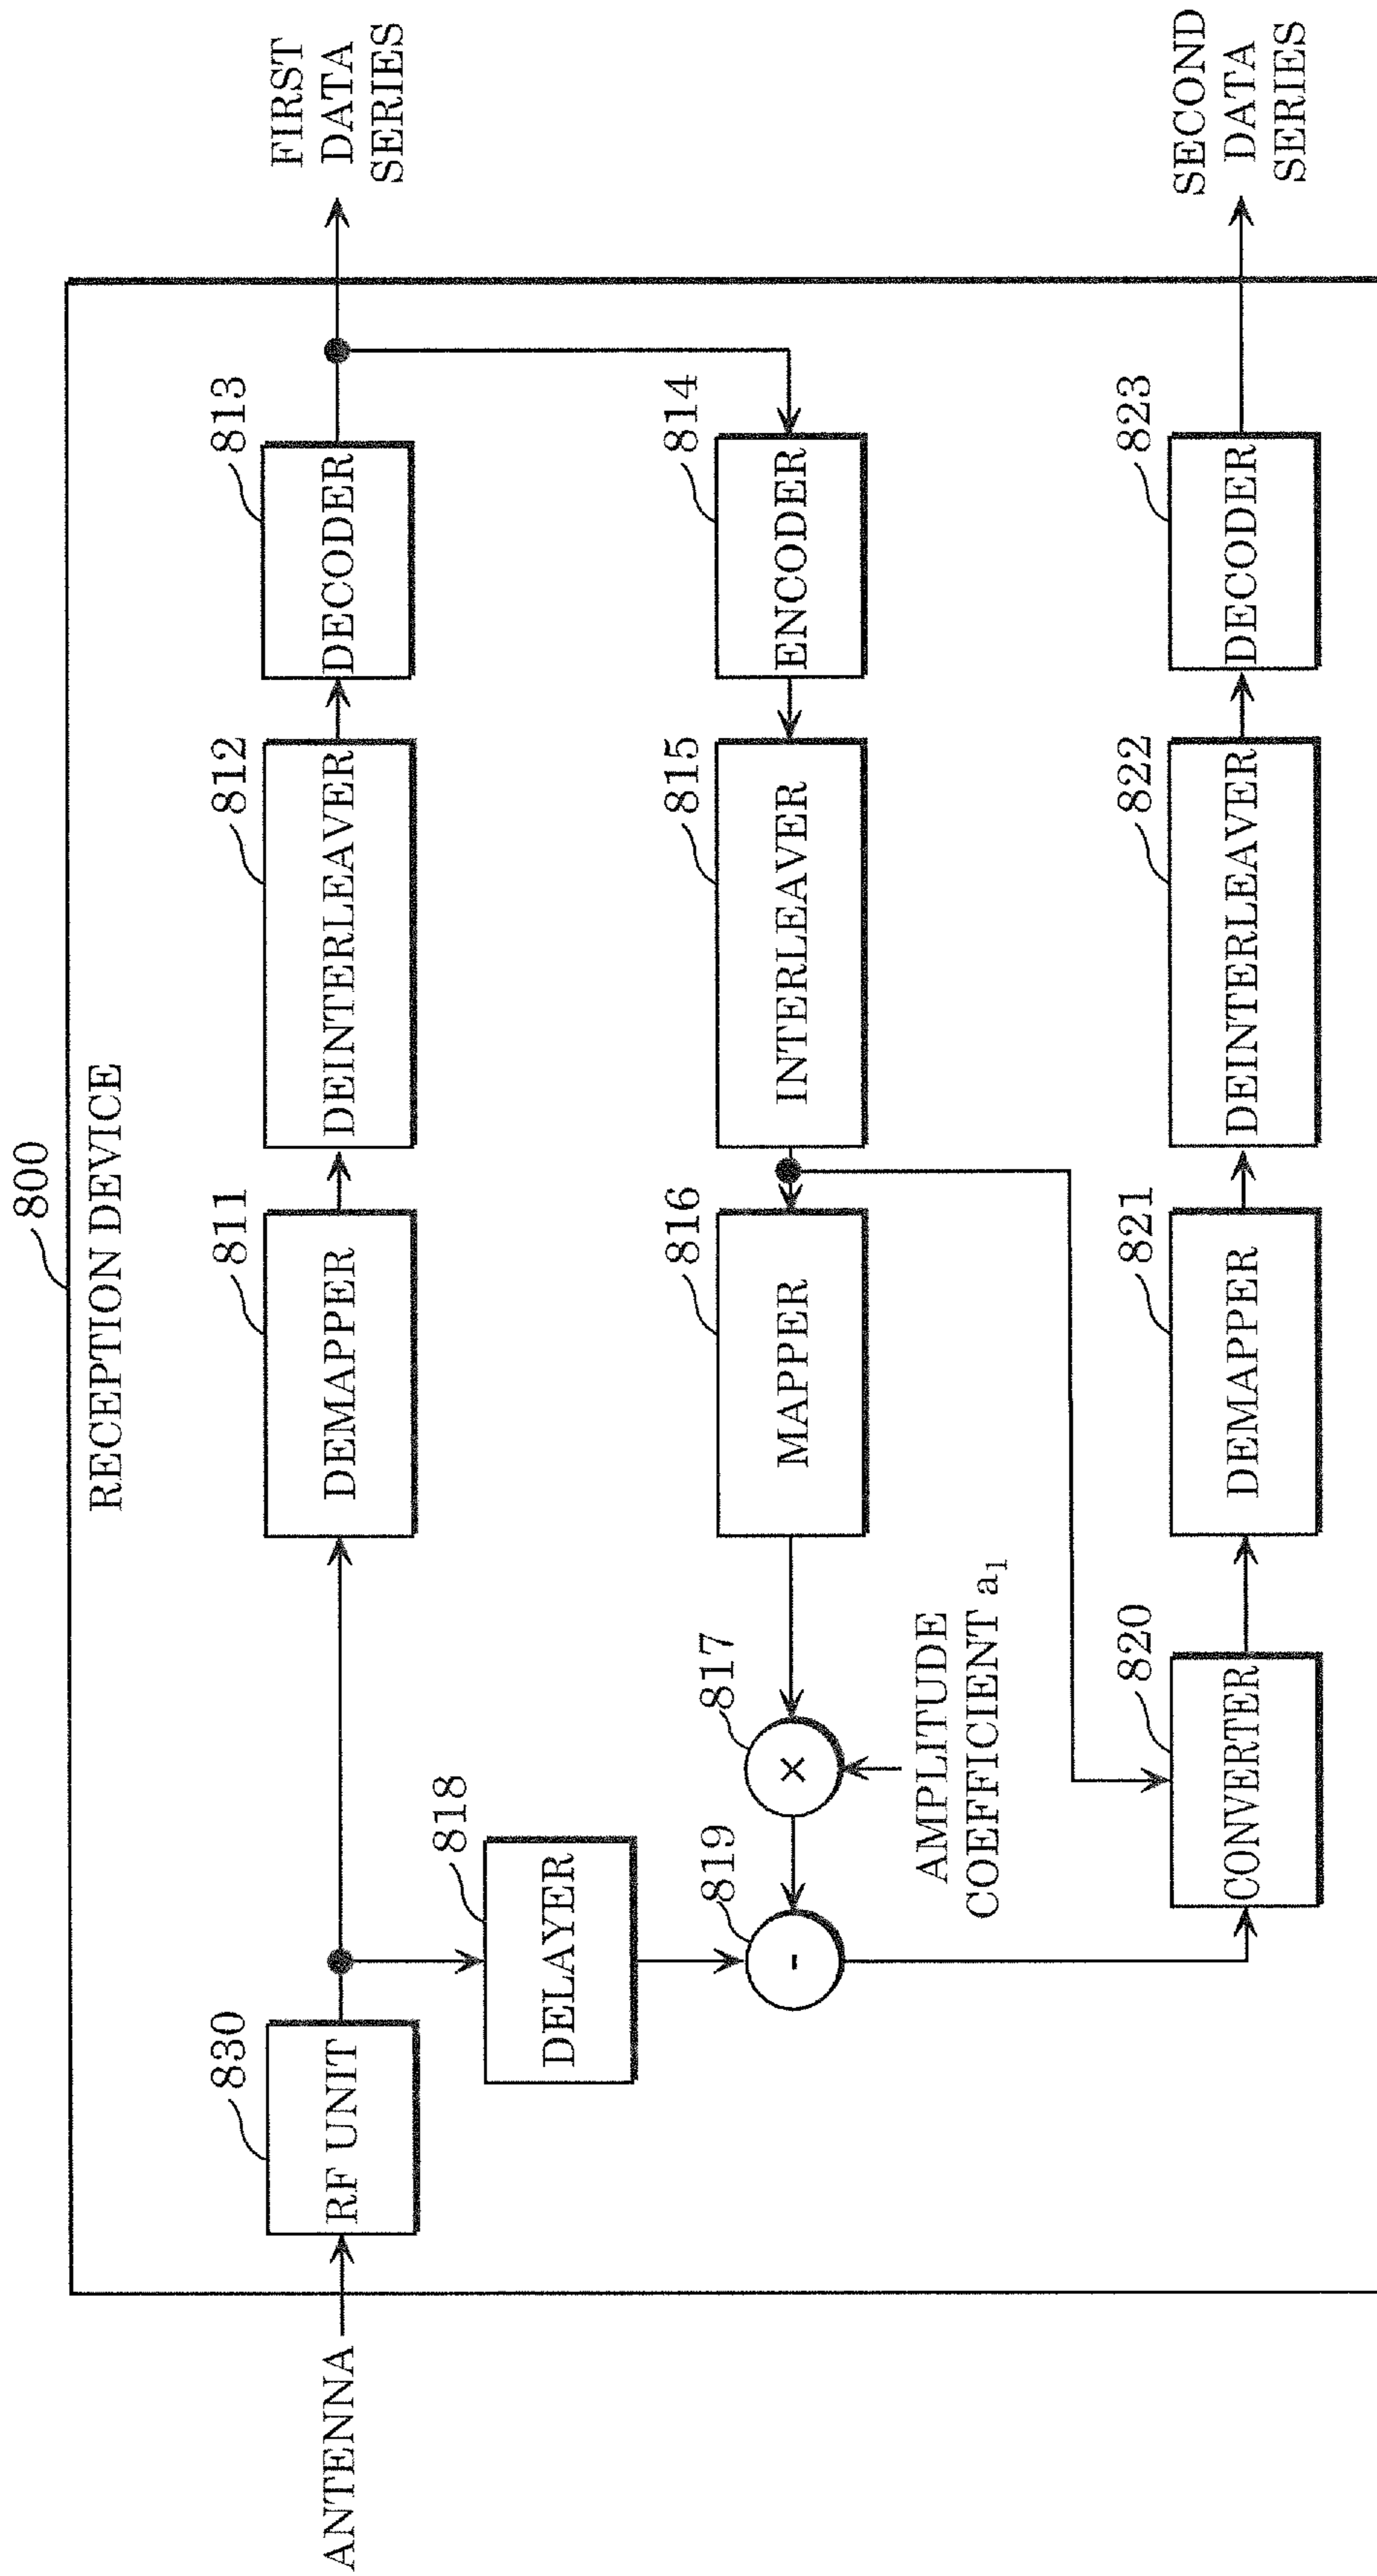 800
RECEPTION DEVICE
ANTENNA
830
RF UNIT
811
DEMAPPER
812
DEINTERLEAVER
813
DECODER
FIRST
DATA
SERIES
818
DELAYER
819
-
817
×
AMPLITUDE
COEFFICIENT a₁
816
MAPPER
815
INTERLEAVER
814
ENCODER
820
CONVERTER
821
DEMAPPER
822
DEINTERLEAVER
823
DECODER
SECOND
DATA
SERIES